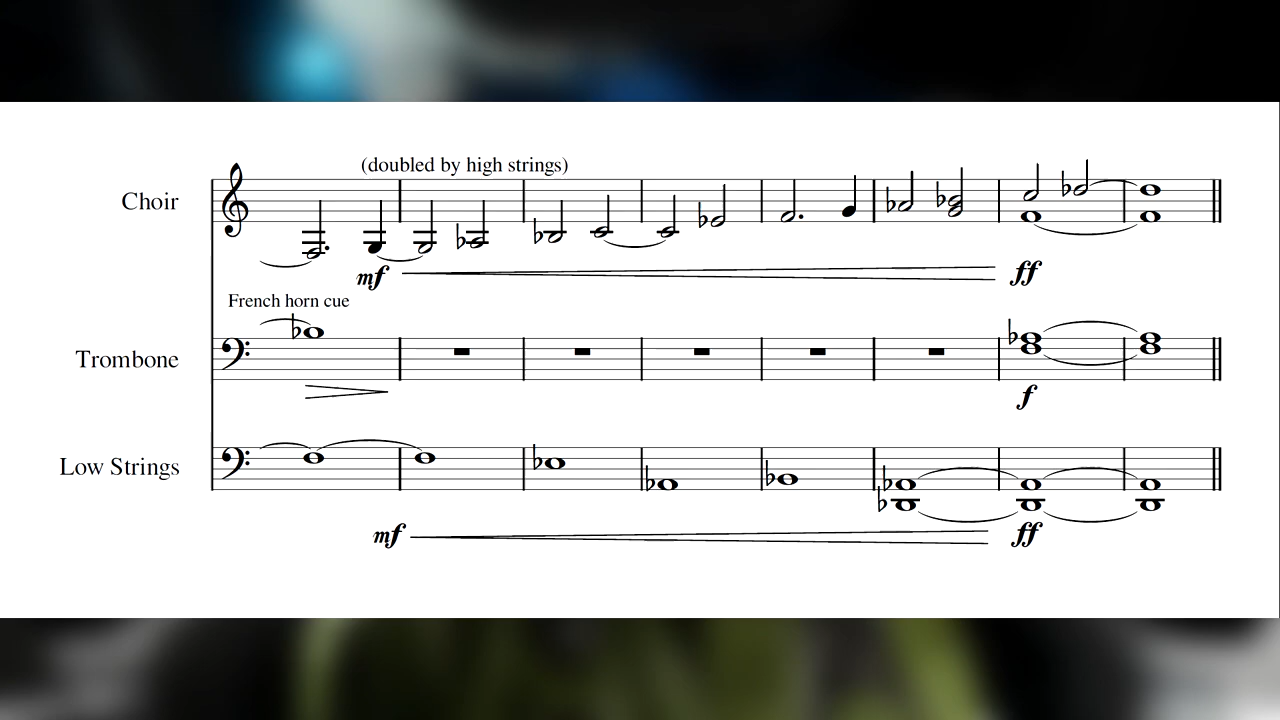 (doubled by high strings)
Choir
mf ff
French horn cue
Trombone
f
Low Strings
mf ff